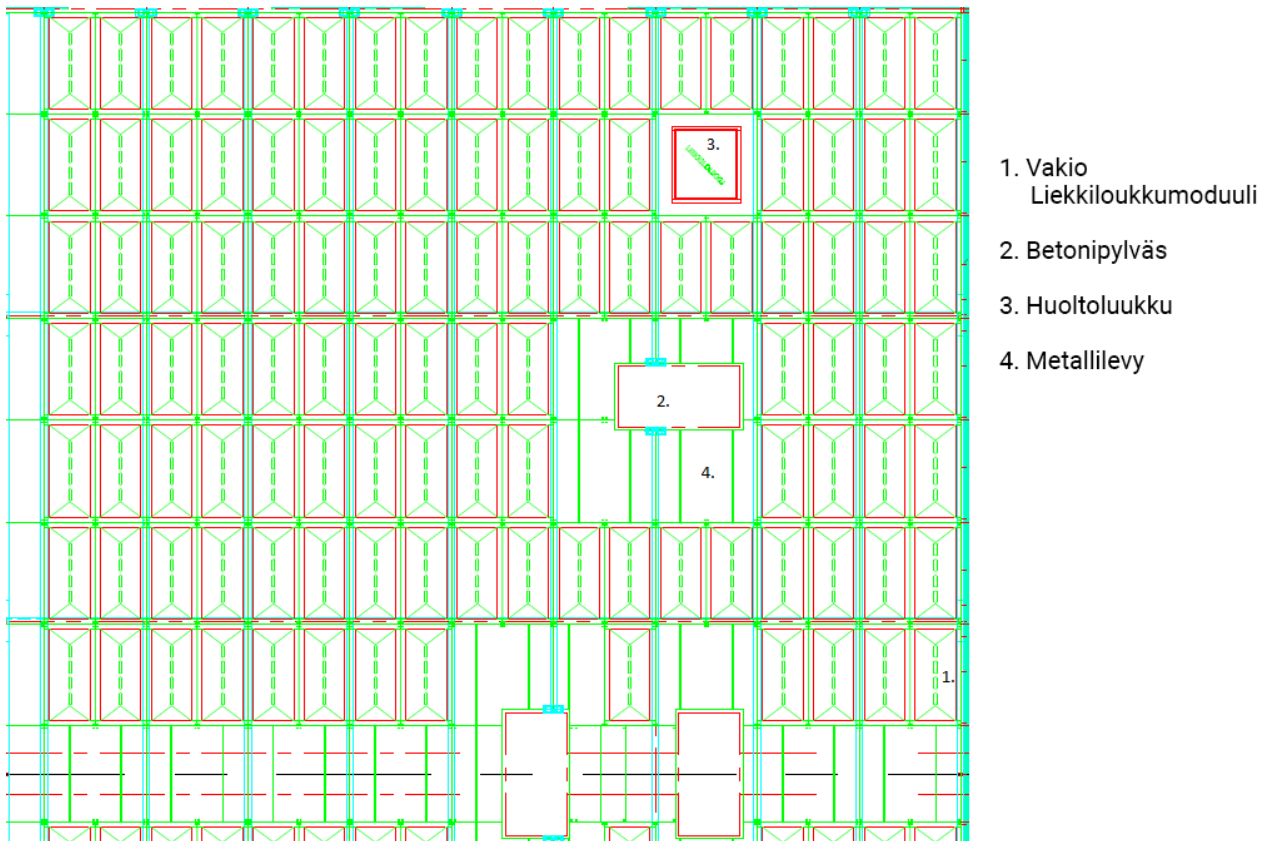 3.
2.
4.
1.
1. Vakio
Liekkiloukkumoduuli
2. Betonipylväs
3. Huoltoluukku
4. Metallilevy